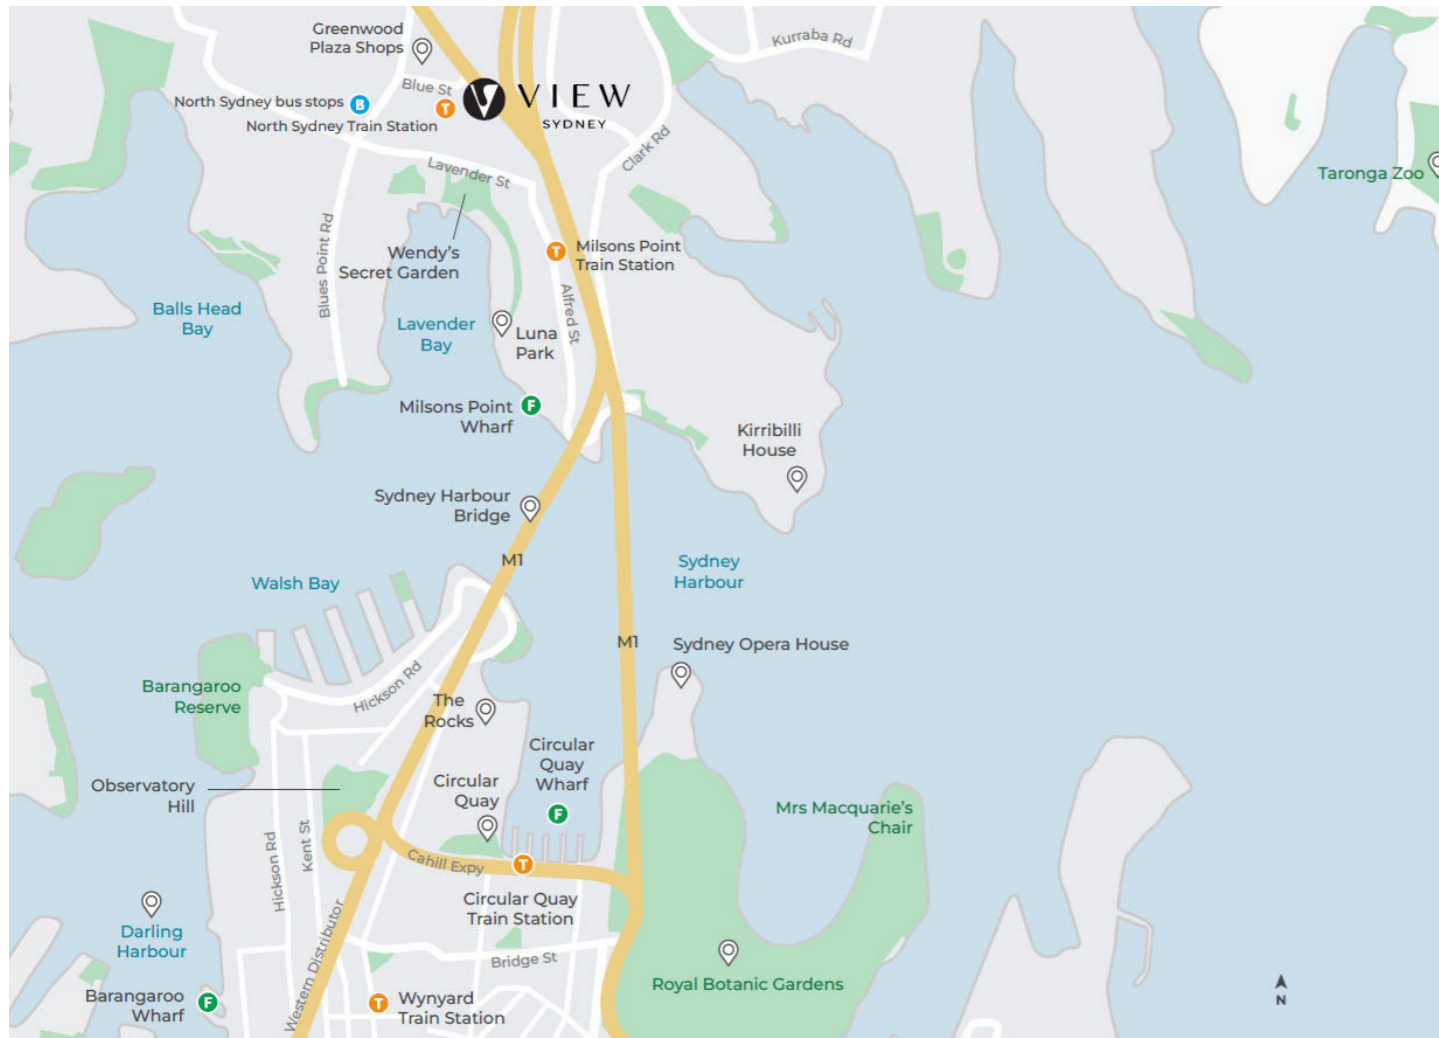 Greenwood
Plaza Shops
Kurraba Rd
Blue St
North Sydney bus stops
B
T
VIEW
SYDNEY
North Sydney Train Station
Clark Rd
Lavender St
Taronga Zoo
Blues Point Rd
Wendy's
Secret Garden
T
Milsons Point
Train Station
Balls Head
Bay
Lavender
Bay
Alfred St
Luna
Park
Milsons Point
Wharf
F
Kirribilli
House
Sydney Harbour
Bridge
M1
Sydney
Harbour
Walsh Bay
M1
Sydney Opera House
Barangaroo
Reserve
Hickson Rd
The
Rocks
Circular
Quay
Wharf
F
Observatory
Hill
Circular
Quay
Mrs Macquarie's
Chair
Hickson Rd
Kent St
Cahill Expy
T
Circular Quay
Train Station
Darling
Harbour
Western Distributor
Bridge St
Royal Botanic Gardens
Barangaroo
Wharf
F
T
Wynyard
Train Station
N